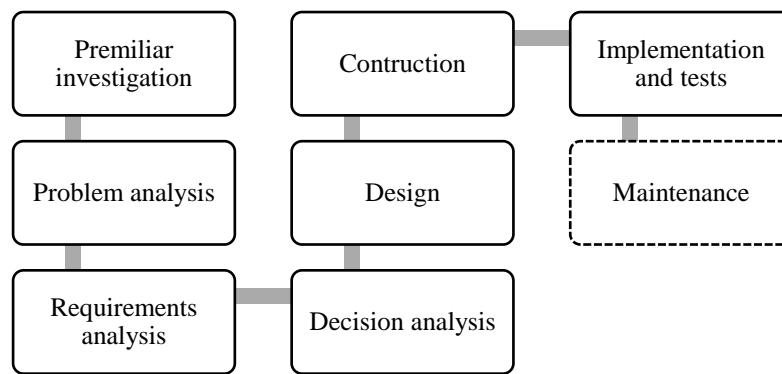 Premiliar
investigation
Problem analysis
Requirements
analysis
Decision analysis
Design
Contruction
Implementation
and tests
Maintenance